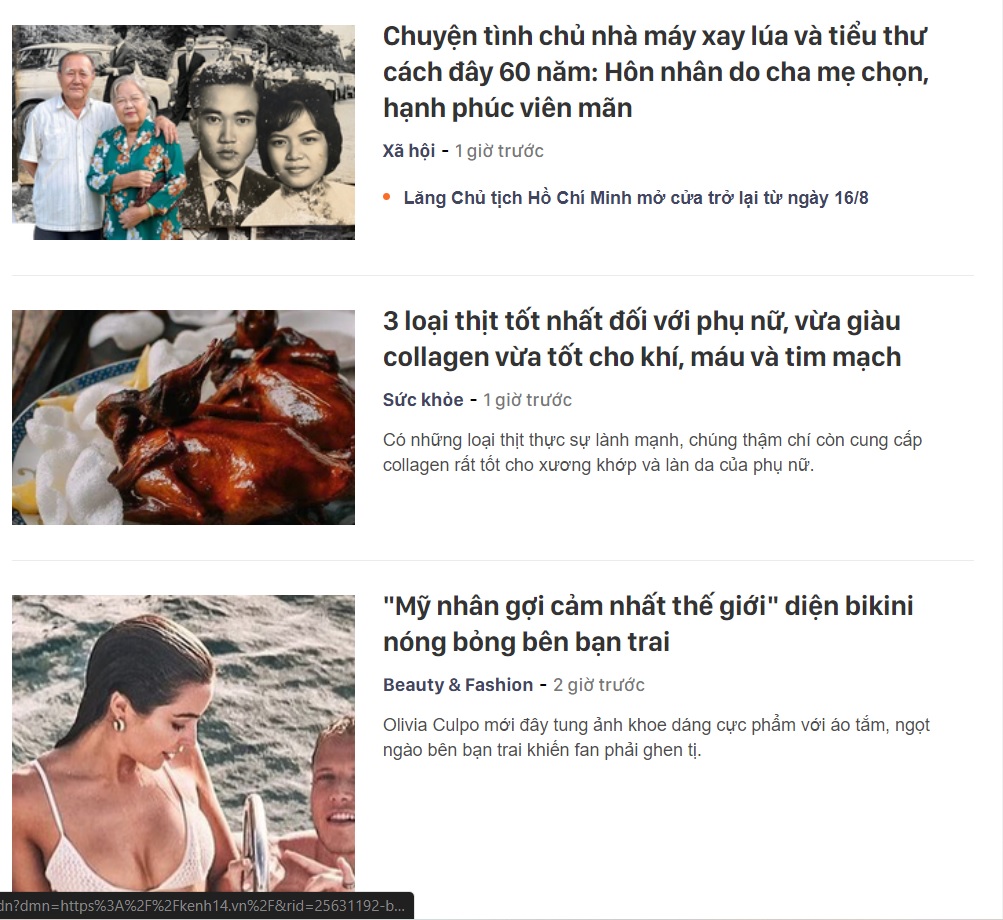 Chuyện tình chủ nhà máy xay lúa và tiểu thư
cách đây 60 năm: Hôn nhân do cha mẹ chọn,
hạnh phúc viên mãn
Xã hội - 1 giờ trước
Lăng Chủ tịch Hồ Chí Minh mở cửa trở lại từ ngày 16/8
3 loại thịt tốt nhất đối với phụ nữ, vừa giàu
collagen vừa tốt cho khí, máu và tim mạch
Sức khỏe - 1 giờ trước
Có những loại thịt thực sự lành mạnh, chúng thậm chí còn cung cấp
collagen rất tốt cho xương khớp và làn da của phụ nữ.
"Mỹ nhân gợi cảm nhất thế giới" diện bikini
nóng bỏng bên bạn trai
Beauty & Fashion - 2 giờ trước
Olivia Culpo mới đây tung ảnh khoe dáng cực phẩm với áo tắm, ngọt
ngào bên bạn trai khiến fan phải ghen tị.
dn?dmn=https%3A%2F%2Fkenh14.vn%2F&rid=25631192-b...